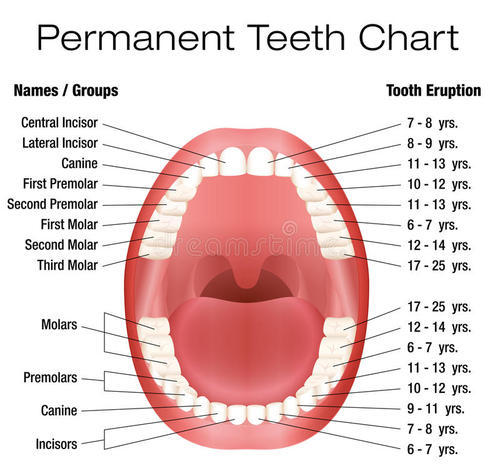 Permanent Teeth Chart
Names / Groups
Tooth Eruption
Central Incisor
7 - 8 yrs.
Lateral Incisor
8 - 9 yrs.
Canine
11 - 13 yrs.
First Premolar
10 - 12 yrs.
Second Premolar
11 - 13 yrs.
First Molar
6 - 7 yrs.
Second Molar
12 - 14 yrs.
Third Molar
17 - 25 yrs.
17 - 25 yrs.
Molars
12 - 14 yrs.
6 - 7 yrs.
11 - 13 yrs.
Premolars
10 - 12 yrs.
Canine
9 - 11 yrs.
7 - 8 yrs.
Incisors
6 - 7 yrs.
dreamstime